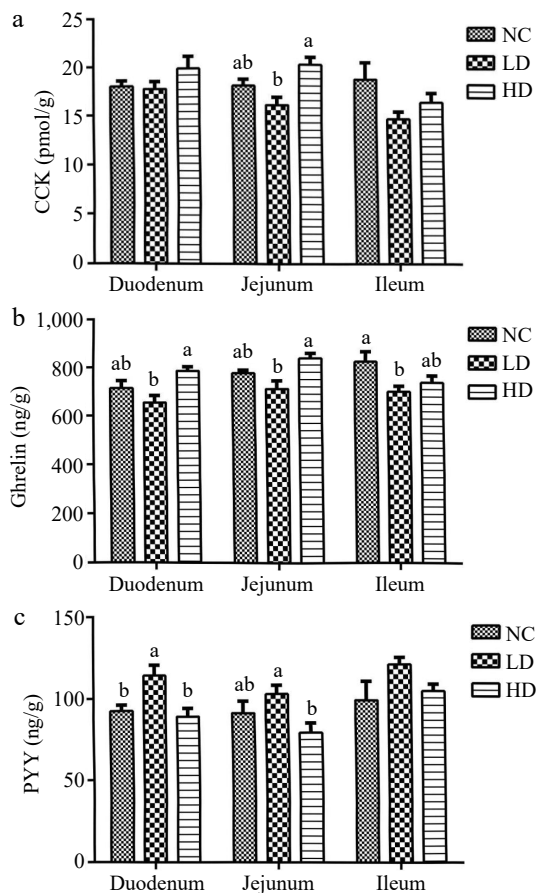 a
25
20
15
10
5
0
CCK (pmol/g)
ab
b
a
NC
LD
HD
Duodenum Jejunum Ileum
b
1,000
800
600
400
200
0
Ghrelin (ng/g)
ab b a ab b a a b ab
NC
LD
HD
Duodenum Jejunum Ileum
c
150
100
50
0
PYY (ng/g)
b a b ab a b
NC
LD
HD
Duodenum Jejunum Ileum